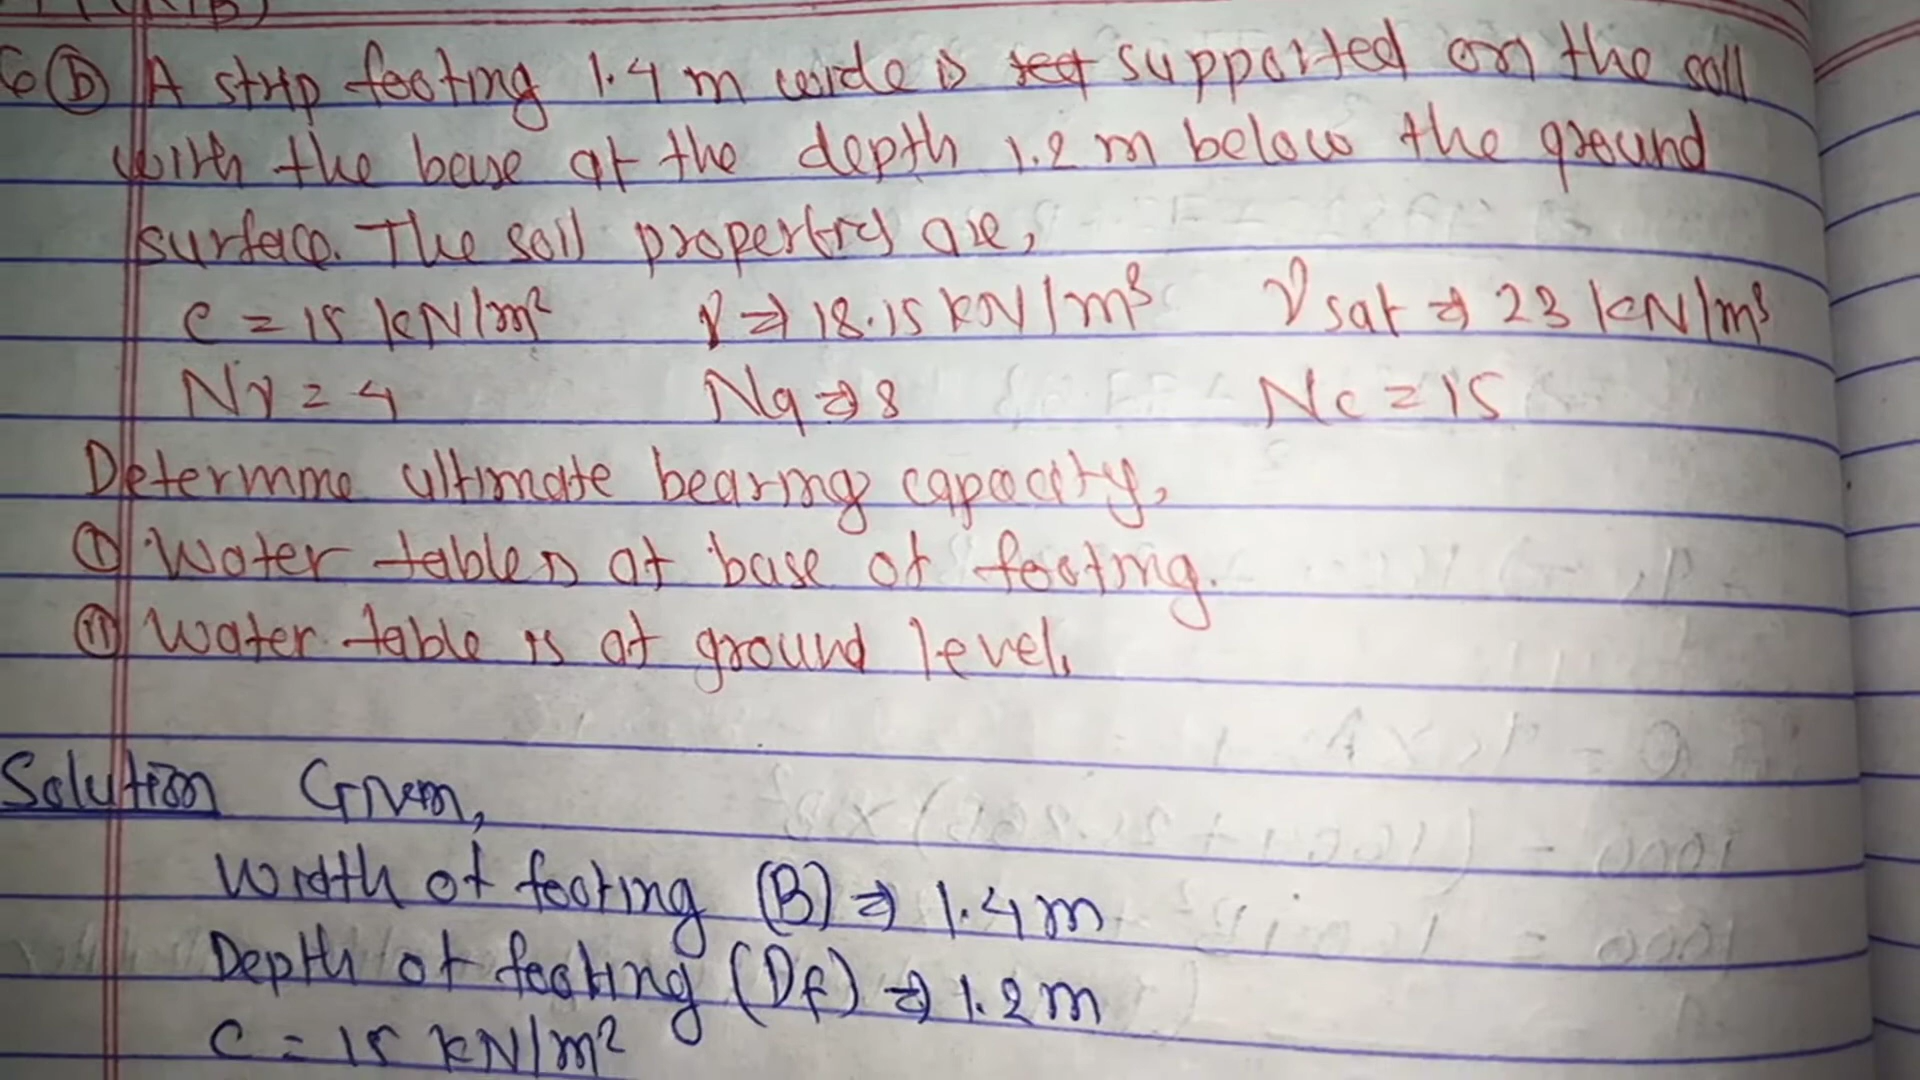 6 (b) A strip footing 1.4 m wide is supported on the soil
with the base at the depth 1.2 m below the ground
surface. The soil properties are,
C = 15 kN/m² γ ⇒ 18.15 kN/m³ γsat ⇒ 23 kN/m³
Nγ = 4 Nq ⇒ 8 Nc = 15
Determine ultimate bearing capacity,
(i) Water table is at base of footing.
(ii) Water table is at ground level.
Solution Given,
Width of footing (B) ⇒ 1.4 m
Depth of footing (Df) ⇒ 1.2 m
C = 15 kN/m²